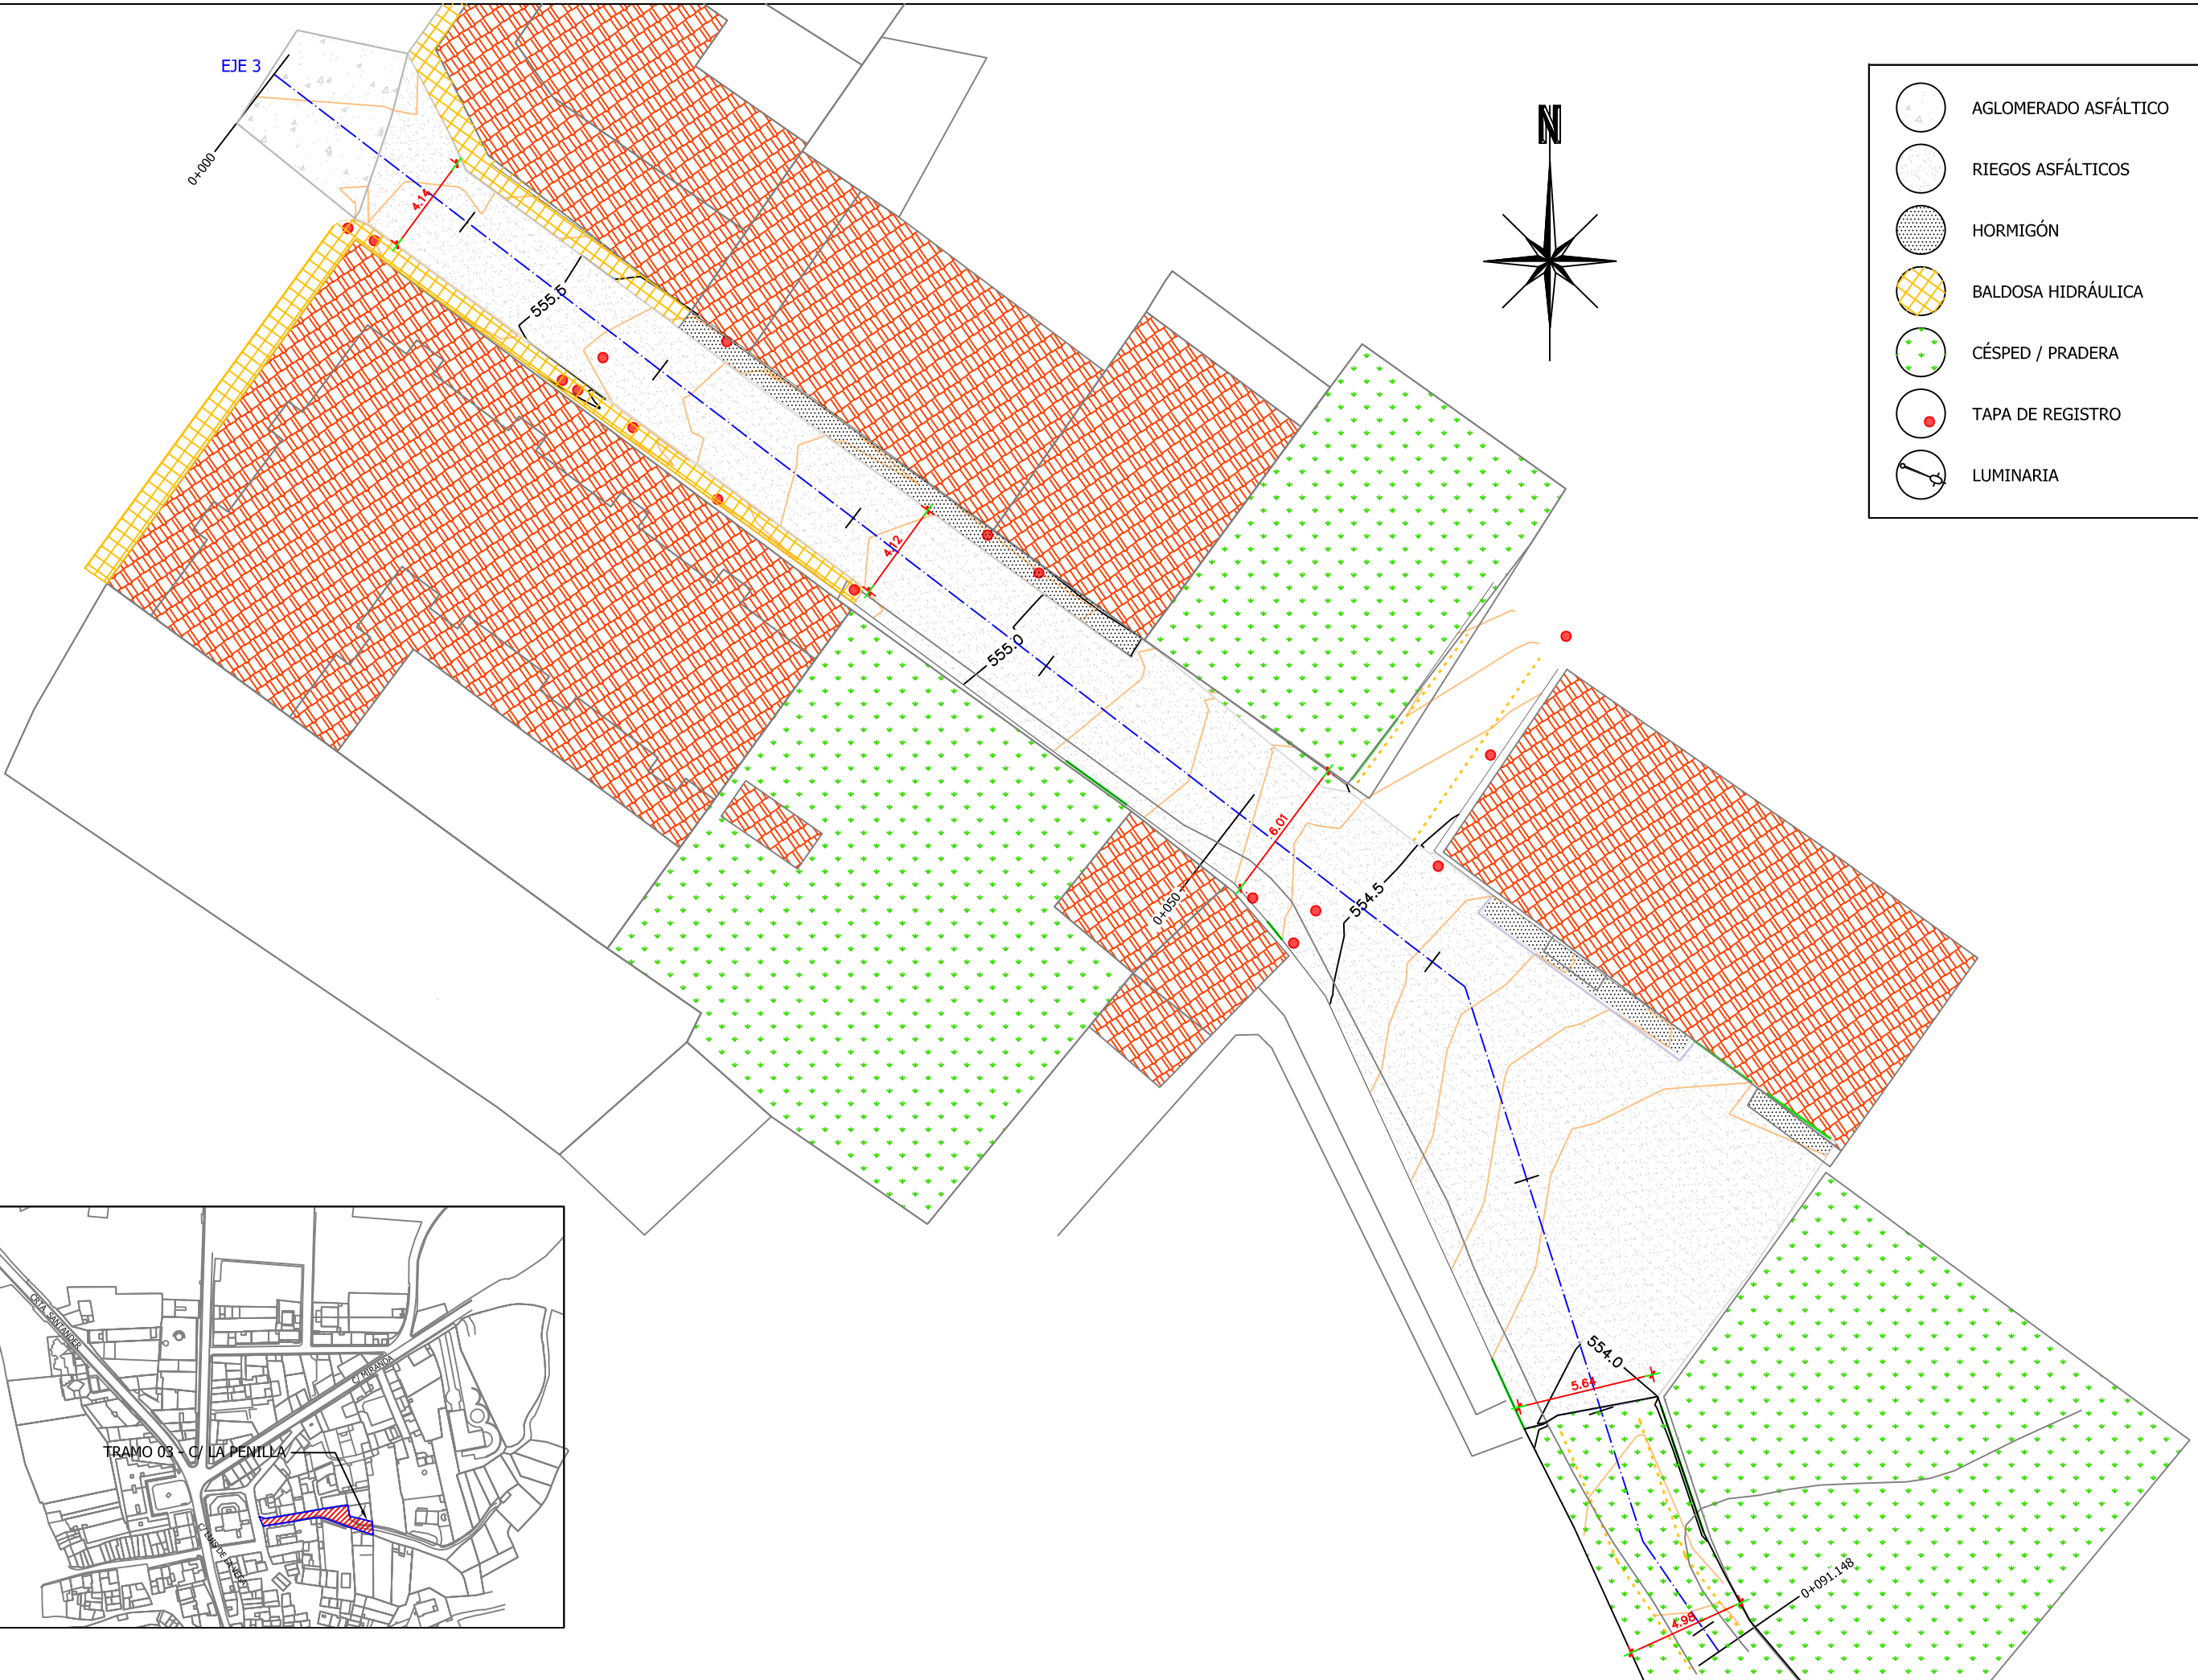 EJE 3
0+000
4.14
555.5
4.12
555.0
6.01
0+050
554.5
554.0
5.64
4.98
0+091.148
N
AGLOMERADO ASFÁLTICO
RIEGOS ASFÁLTICOS
HORMIGÓN
BALDOSA HIDRÁULICA
CÉSPED / PRADERA
TAPA DE REGISTRO
LUMINARIA
CRTA. SANTANDER
C/ MIRANDA
TRAMO 03 - C/ LA PENILLA